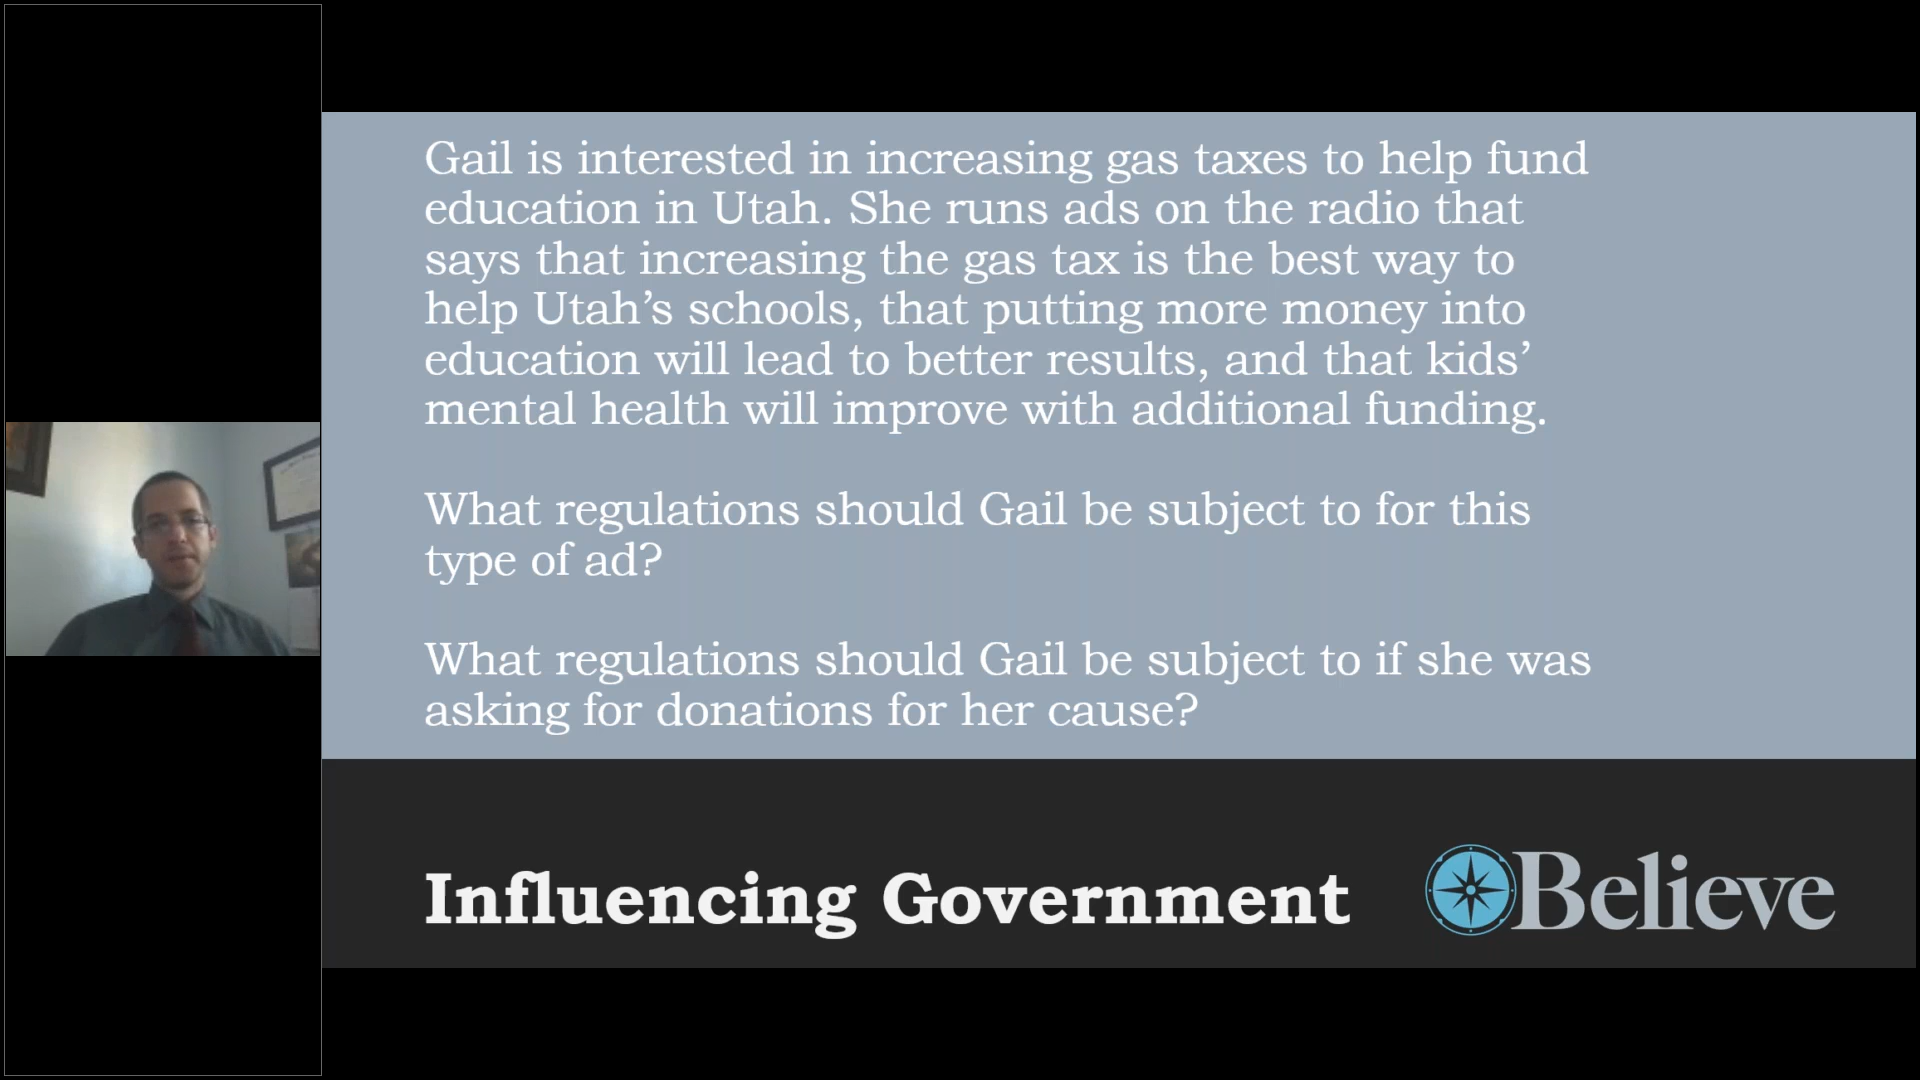 Gail is interested in increasing gas taxes to help fund
education in Utah. She runs ads on the radio that
says that increasing the gas tax is the best way to
help Utah’s schools, that putting more money into
education will lead to better results, and that kids’
mental health will improve with additional funding.
What regulations should Gail be subject to for this
type of ad?
What regulations should Gail be subject to if she was
asking for donations for her cause?
Influencing Government
Believe